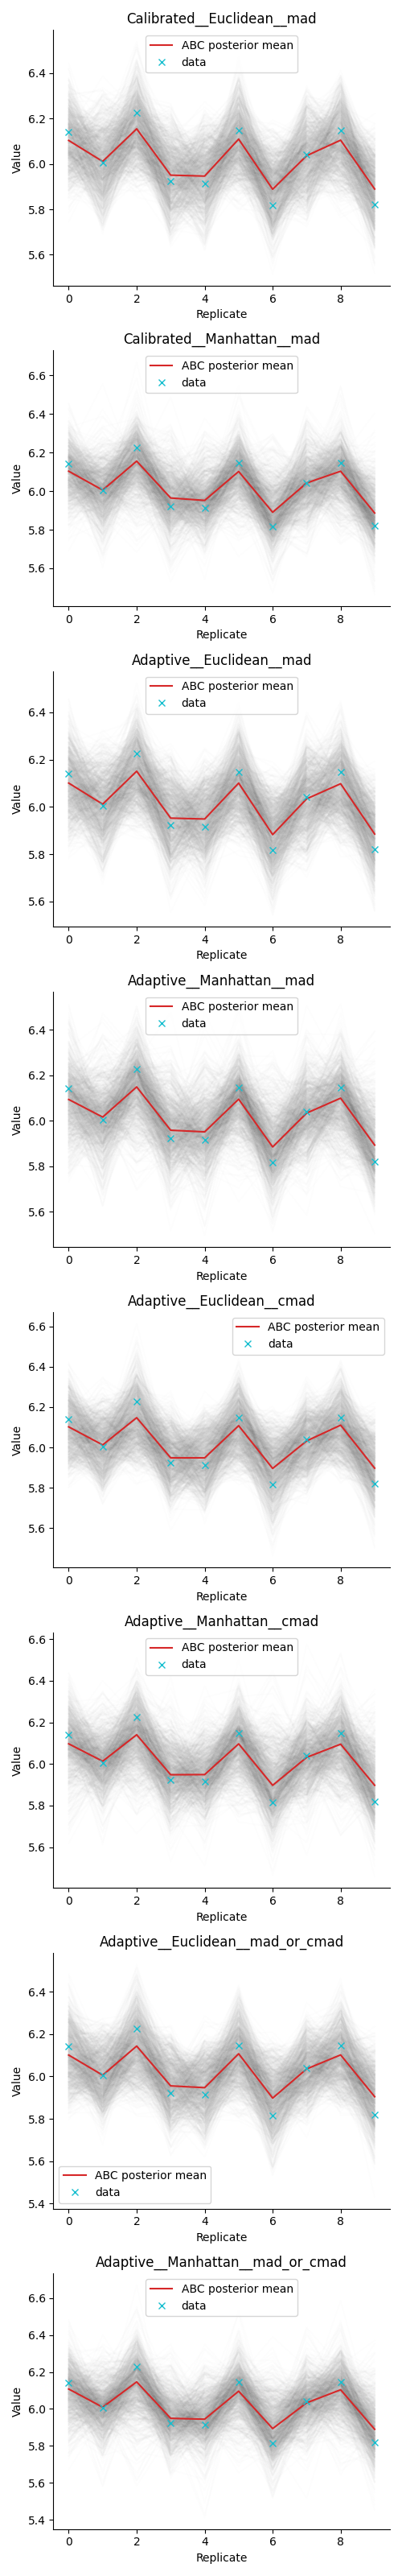 Calibrated__Euclidean__mad
ABC posterior mean
data
6.4
6.2
6.0
5.8
5.6
Value
0 2 4 6 8
Replicate
Calibrated__Manhattan__mad
ABC posterior mean
data
6.6
6.4
6.2
6.0
5.8
5.6
Value
0 2 4 6 8
Replicate
Adaptive__Euclidean__mad
ABC posterior mean
data
6.4
6.2
6.0
5.8
5.6
Value
0 2 4 6 8
Replicate
Adaptive__Manhattan__mad
ABC posterior mean
data
6.4
6.2
6.0
5.8
5.6
Value
0 2 4 6 8
Replicate
Adaptive__Euclidean__cmad
ABC posterior mean
data
6.6
6.4
6.2
6.0
5.8
5.6
Value
0 2 4 6 8
Replicate
Adaptive__Manhattan__cmad
ABC posterior mean
data
6.6
6.4
6.2
6.0
5.8
5.6
Value
0 2 4 6 8
Replicate
Adaptive__Euclidean__mad_or_cmad
6.4
6.2
6.0
5.8
5.6
5.4
Value
ABC posterior mean
data
0 2 4 6 8
Replicate
Adaptive__Manhattan__mad_or_cmad
ABC posterior mean
data
6.6
6.4
6.2
6.0
5.8
5.6
5.4
Value
0 2 4 6 8
Replicate